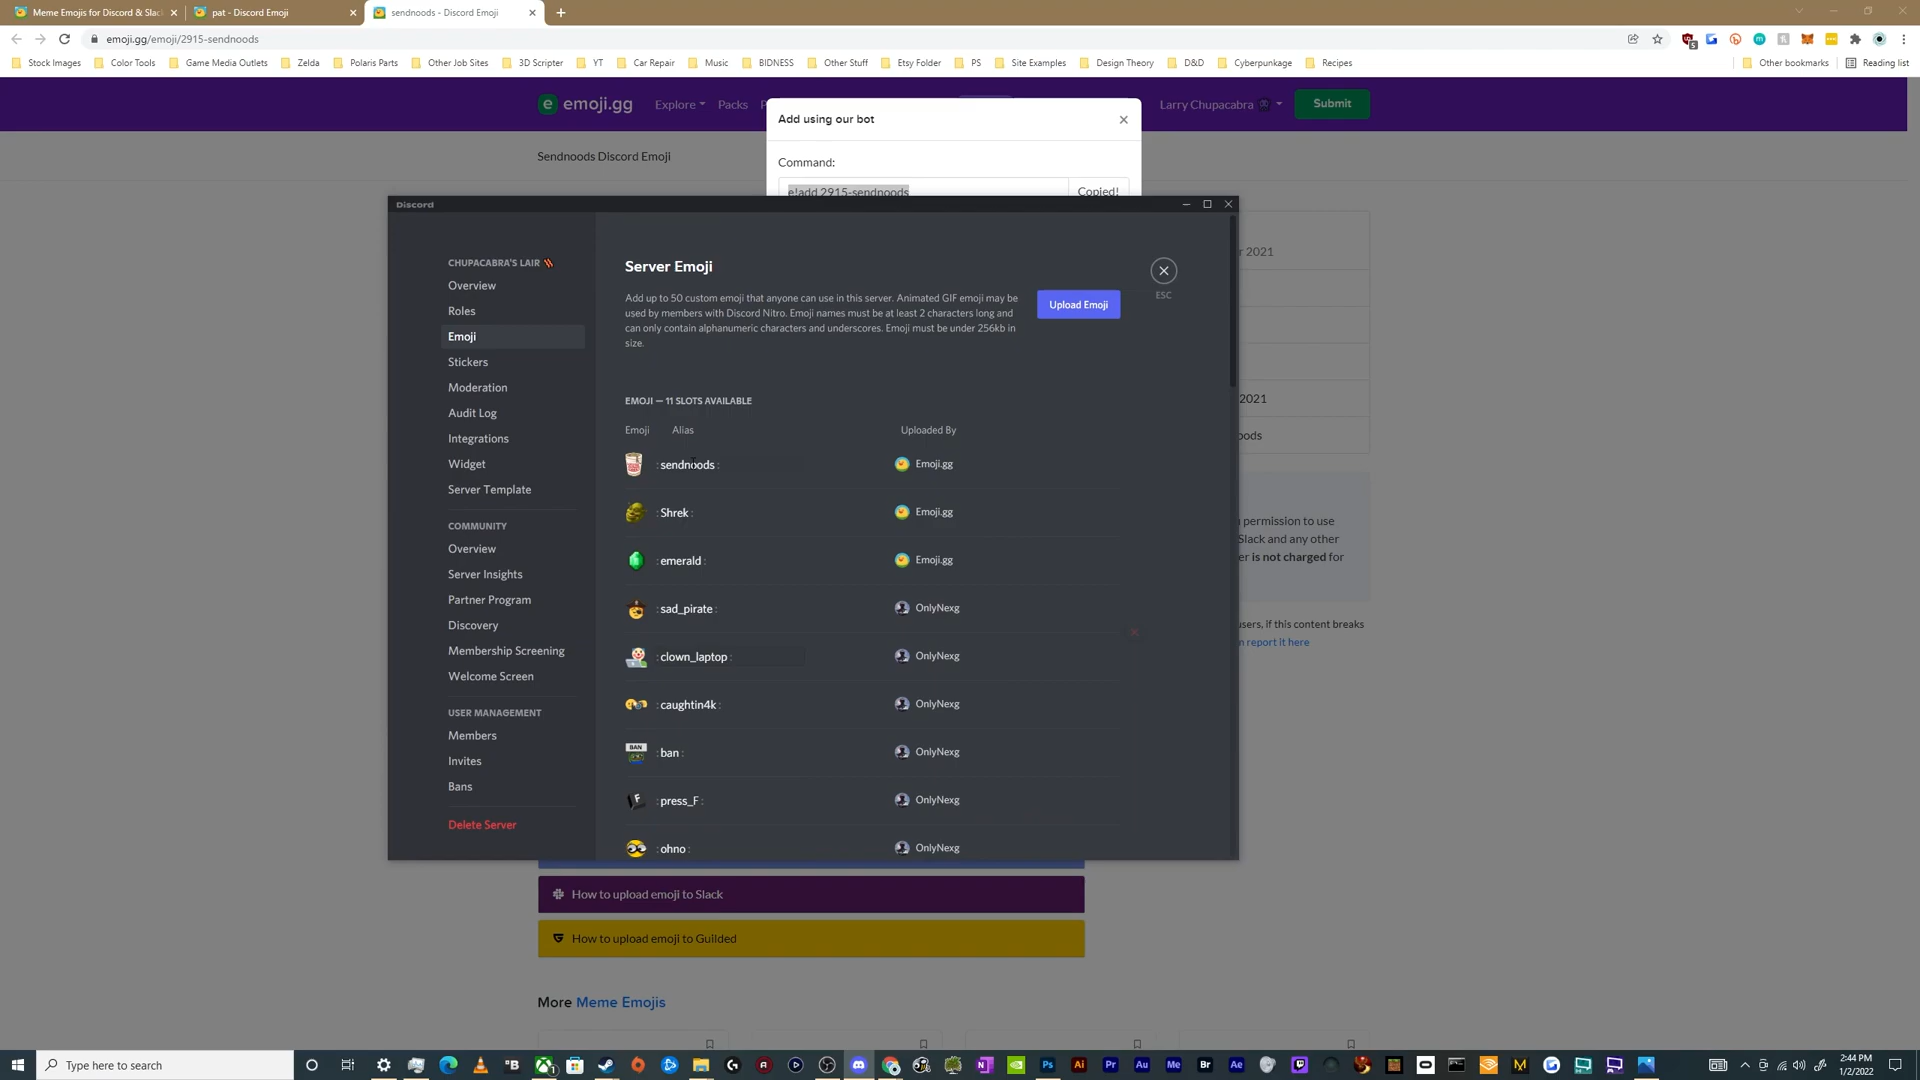 Meme Emojis for Discord & Slac
pat - Discord Emoji
sendnoods - Discord Emoji
emoji.gg/emoji/2915-sendnoods
Stock Images
Color Tools
Game Media Outlets
Zelda
Polaris Parts
Other Job Sites
3D Scripter
YT
Car Repair
Music
BIDNESS
Other Stuff
Etsy Folder
PS
Site Examples
Design Theory
D&D
Cyberpunkage
Recipes
Other bookmarks
Reading list
emoji.gg
Explore
Packs
Larry Chupacabra
Submit
Add using our bot
Sendnoods Discord Emoji
Command:
e!add 2915-sendnoods
Copied!
Discord
CHUPACABRA'S LAIR
Overview
Roles
Emoji
Stickers
Moderation
Audit Log
Integrations
Widget
Server Template
COMMUNITY
Overview
Server Insights
Partner Program
Discovery
Membership Screening
Welcome Screen
USER MANAGEMENT
Members
Invites
Bans
Delete Server
Server Emoji
Add up to 50 custom emoji that anyone can use in this server. Animated GIF emoji may be
used by members with Discord Nitro. Emoji names must be at least 2 characters long and
can only contain alphanumeric characters and underscores. Emoji must be under 256kb in
size.
Upload Emoji
ESC
EMOJI — 11 SLOTS AVAILABLE
Emoji Alias Uploaded By
:sendnoods: Emoji.gg
:Shrek: Emoji.gg
:emerald: Emoji.gg
:sad_pirate: OnlyNexg
:clown_laptop: OnlyNexg
:caughtin4k: OnlyNexg
:ban: OnlyNexg
:press_F: OnlyNexg
:ohno: OnlyNexg
r 2021
2021
oods
permission to use
Slack and any other
er is not charged for
users, if this content breaks
n report it here
How to upload emoji to Slack
How to upload emoji to Guilded
More Meme Emojis
Type here to search
2:44 PM
1/2/2022